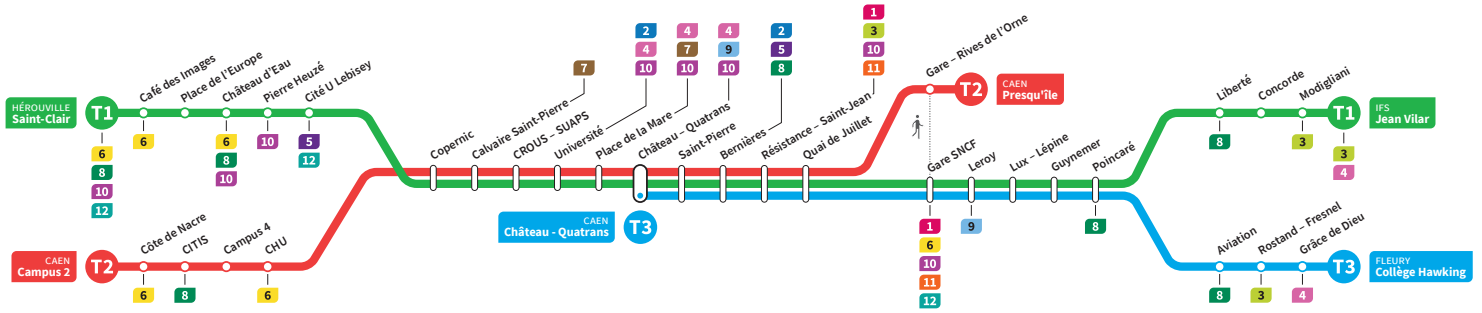 HÉROUVILLE
Saint-Clair
T1
6
8
10
12
Café des Images
6
Place de l'Europe
Château d'Eau
6
8
10
Pierre Heuzé
10
Cité U Lebisey
5
12
CAEN
Campus 2
T2
Côte de Nacre
6
CITIS
8
Campus 4
CHU
6
Copernic
Calvaire Saint-Pierre
7
CROUS – SUAPS
Université
2
4
10
Place de la Mare
4
7
10
Château – Quatrans
4
9
10
CAEN
Château - Quatrans
T3
Saint-Pierre
Bernières
2
5
8
Résistance – Saint-Jean
1
3
10
11
Quai de Juillet
Gare – Rives de l'Orne
T2
CAEN
Presqu'île
Gare SNCF
1
6
10
11
12
Leroy
9
Lux – Lépine
Guynemer
Poincaré
8
Liberté
8
Concorde
Modigliani
3
T1
3
4
IFS
Jean Vilar
Aviation
8
Rostand – Fresnel
3
Grâce de Dieu
4
T3
FLEURY
Collège Hawking